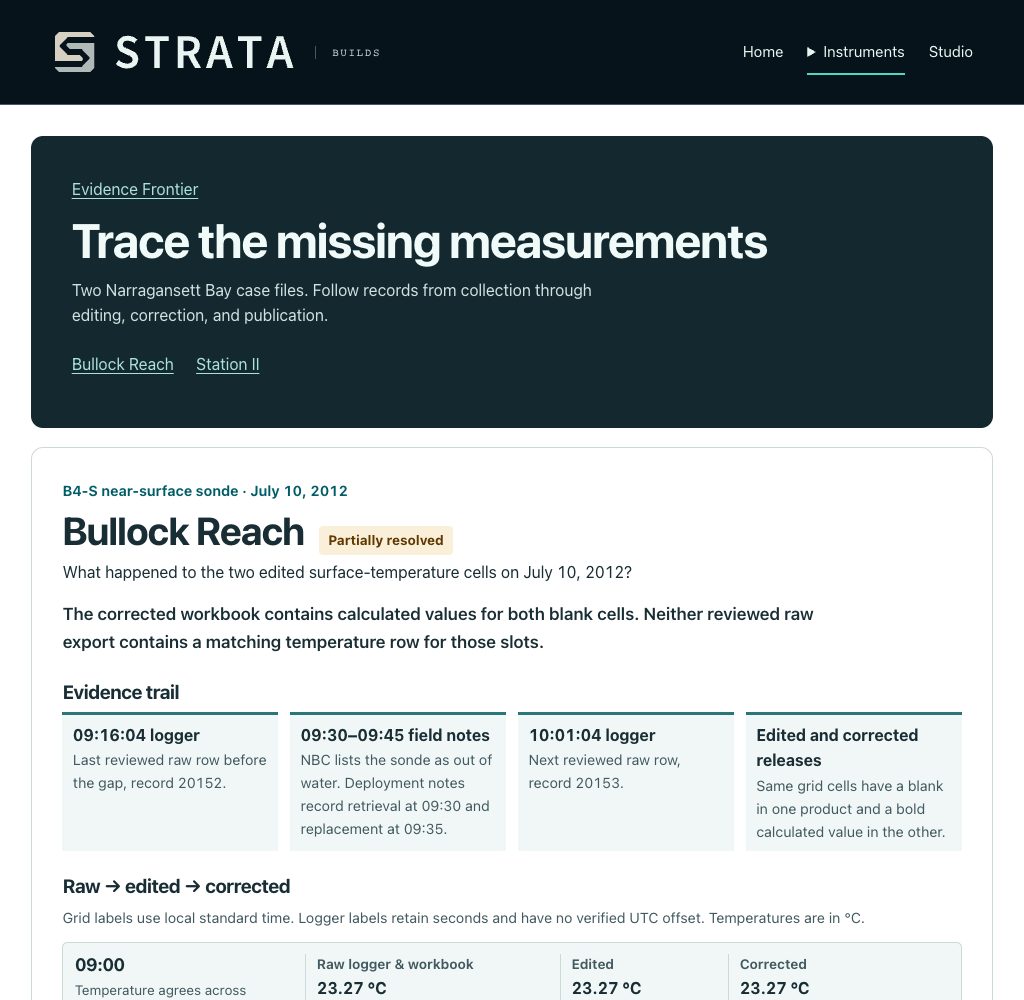 STRATA
BUILDS
Home
▶ Instruments
Studio
Evidence Frontier
Trace the missing measurements
Two Narragansett Bay case files. Follow records from collection through
editing, correction, and publication.
Bullock Reach
Station II
B4-S near-surface sonde · July 10, 2012
Bullock Reach
Partially resolved
What happened to the two edited surface-temperature cells on July 10, 2012?
The corrected workbook contains calculated values for both blank cells. Neither reviewed raw
export contains a matching temperature row for those slots.
Evidence trail
09:16:04 logger
Last reviewed raw row before
the gap, record 20152.
09:30–09:45 field notes
NBC lists the sonde as out of
water. Deployment notes
record retrieval at 09:30 and
replacement at 09:35.
10:01:04 logger
Next reviewed raw row,
record 20153.
Edited and corrected
releases
Same grid cells have a blank
in one product and a bold
calculated value in the other.
Raw → edited → corrected
Grid labels use local standard time. Logger labels retain seconds and have no verified UTC offset. Temperatures are in °C.
09:00
Temperature agrees across
Raw logger & workbook
23.27 °C
Edited
23.27 °C
Corrected
23.27 °C